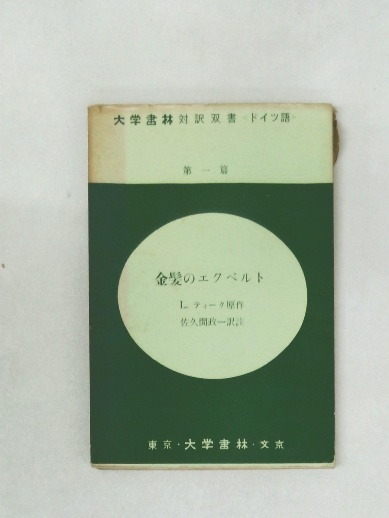 大学書林対訳双書<ドイツ語>
第一篇
金髪のエクベルト
L. ティーク原作
佐久間政一訳註
東京・大学書林・文京